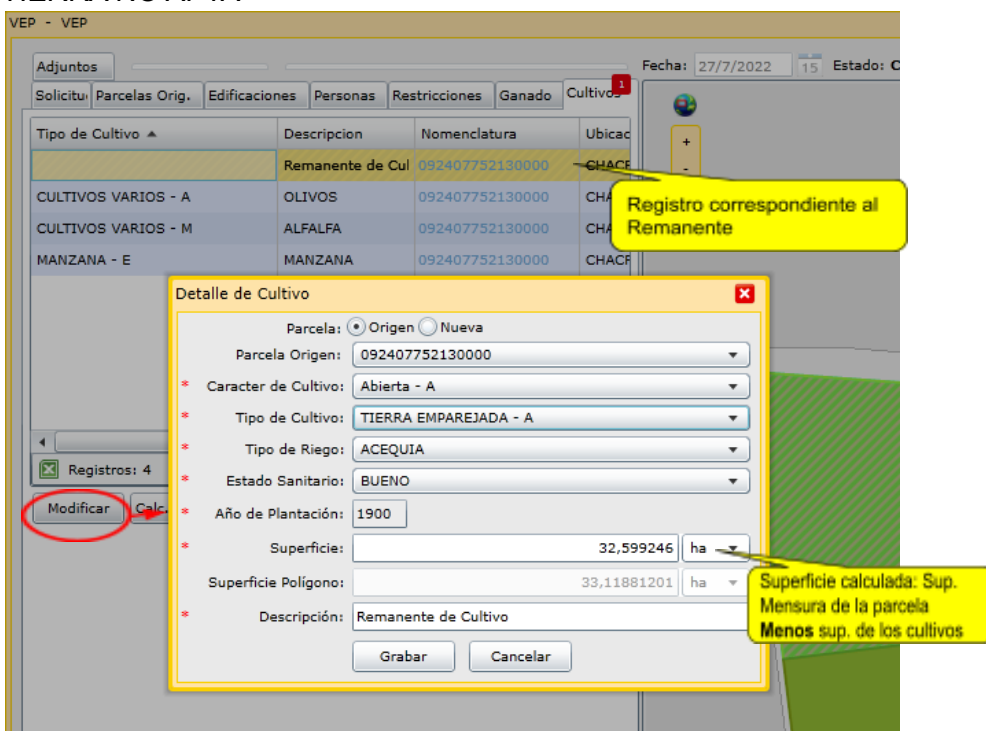 VEP - VEP
Adjuntos
Fecha: 27/7/2022 15 Estado:
Parcelas Orig. Edificaciones Personas Restricciones Ganado Cultivos 1
Tipo de Cultivo Descripcion Nomenclatura Ubicac
Remanente de Cul 092407752130000 CHACR
+
-
CULTIVOS VARIOS - A OLIVOS 092407752130000
CULTIVOS VARIOS - M ALFALFA 092407752130000
MANZANA - E MANZANA 092407752130000 CHACR
Registro correspondiente al
Remanente
Detalle de Cultivo
Parcela: Origen Nueva
Parcela Origen: 092407752130000
* Caracter de Cultivo: Abierta - A
* Tipo de Cultivo: TIERRA EMPAREJADA - A
* Tipo de Riego: ACEQUIA
* Estado Sanitario: BUENO
* Año de Plantación: 1900
* Superficie: 32,599246 ha
Superficie Polígono: 33,11881201 ha
* Descripción: Remanente de Cultivo
Grabar Cancelar
Registros: 4
Modificar Calc.
Superficie calculada: Sup.
Mensura de la parcela
Menos sup. de los cultivos